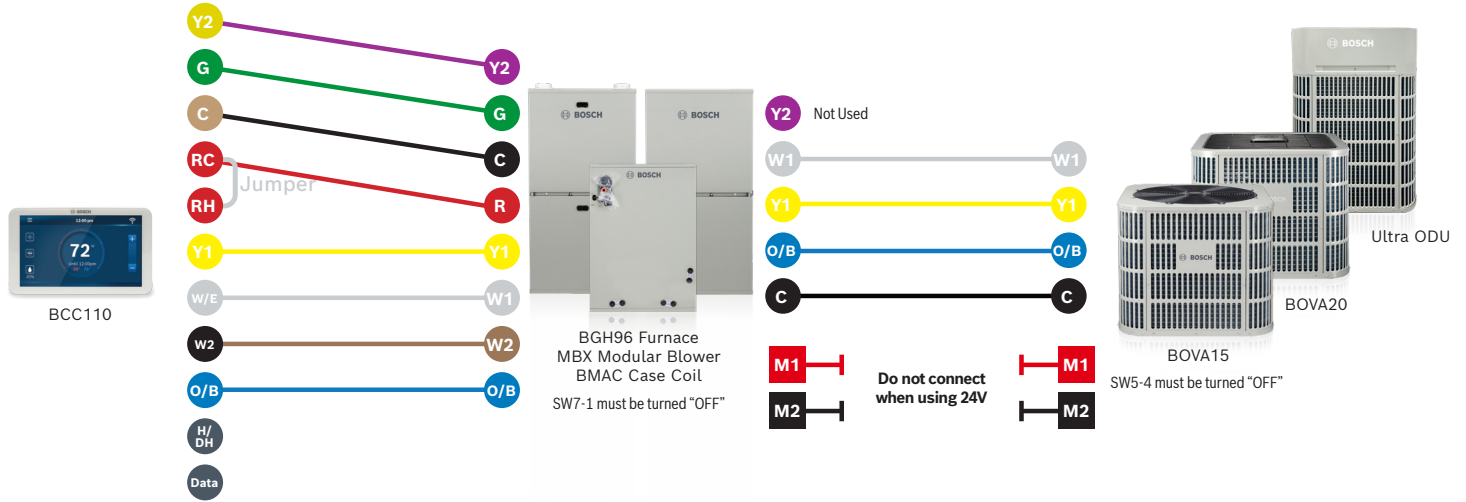 Y2
G
C
RC
RH
Jumper
Y1
W/E
W2
O/B
H/
DH
Data
BOSCH
12:00 pm
72°
BCC110
Y2
G
C
R
Y1
W1
W2
O/B
BOSCH
BOSCH
BOSCH
BGH96 Furnace
MBX Modular Blower
BMAC Case Coil
SW7-1 must be turned “OFF”
Y2 Not Used
W1
Y1
O/B
C
M1
M2
Do not connect
when using 24V
W1
Y1
O/B
C
M1
M2
BOSCH
Ultra ODU
BOVA20
BOSCH
BOVA15
SW5-4 must be turned “OFF”